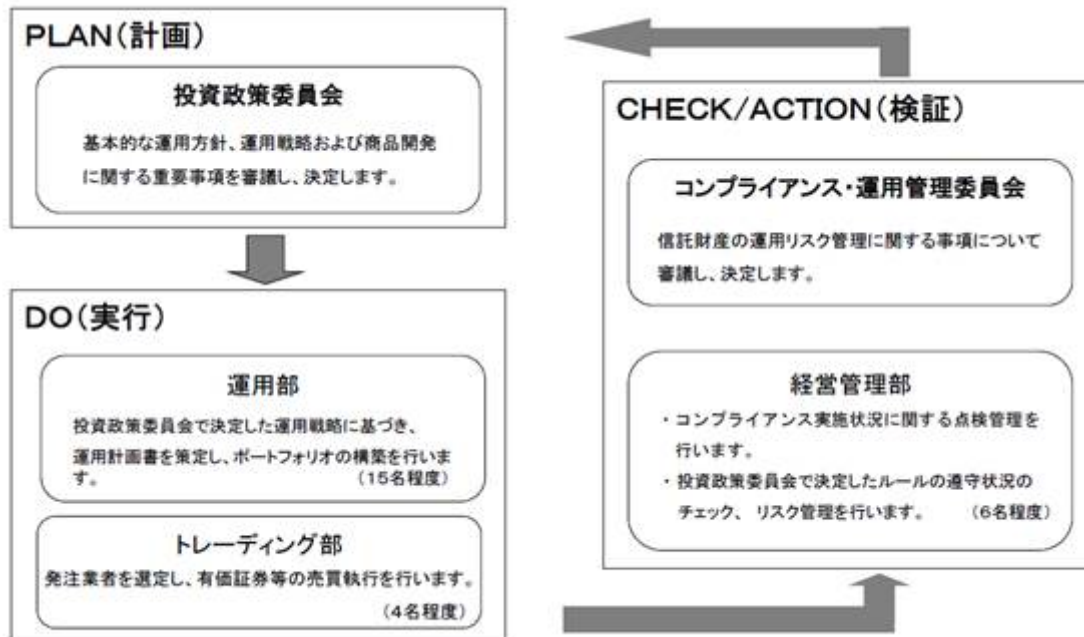 PLAN(計画)
投資政策委員会
基本的な運用方針、運用戦略および商品開発
に関する重要事項を審議し、決定します。
DO(実行)
運用部
投資政策委員会で決定した運用戦略に基づき、
運用計画書を策定し、ポートフォリオの構築を行いま
す。 (15名程度)
トレーディング部
発注業者を選定し、有価証券等の売買執行を行います。
(4名程度)
CHECK/ACTION(検証)
コンプライアンス・運用管理委員会
信託財産の運用リスク管理に関する事項について
審議し、決定します。
経営管理部
・コンプライアンス実施状況に関する点検管理を
行います。
・投資政策委員会で決定したルールの遵守状況の
チェック、 リスク管理を行います。 (6名程度)